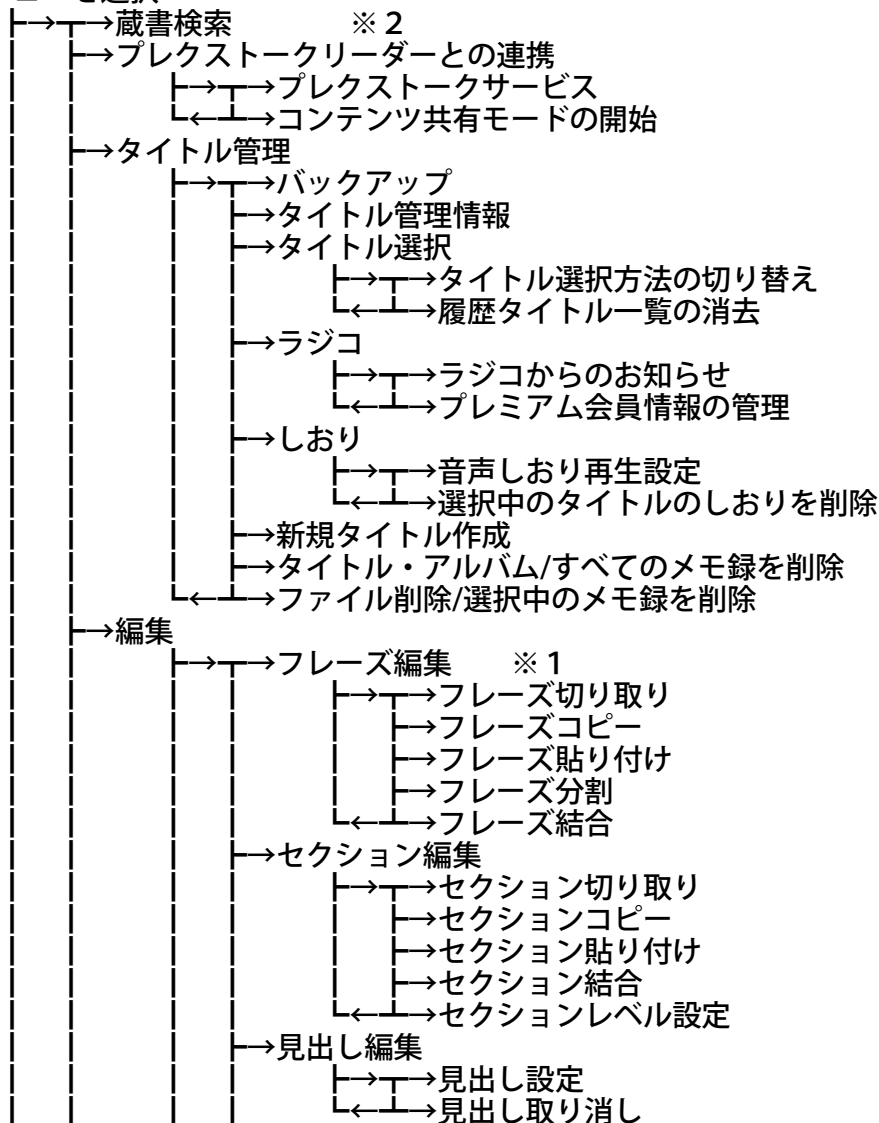 を選択
蔵書検索 ※2
プレクストークリーダーとの連携
プレクストークサービス
コンテンツ共有モードの開始
タイトル管理
バックアップ
タイトル管理情報
タイトル選択
タイトル選択方法の切り替え
履歴タイトル一覧の消去
ラジコ
ラジコからのお知らせ
プレミアム会員情報の管理
しおり
音声しおり再生設定
選択中のタイトルのしおりを削除
新規タイトル作成
タイトル・アルバム/すべてのメモ録を削除
ファイル削除/選択中のメモ録を削除
編集
フレーズ編集 ※1
フレーズ切り取り
フレーズコピー
フレーズ貼り付け
フレーズ分割
フレーズ結合
セクション編集
セクション切り取り
セクションコピー
セクション貼り付け
セクション結合
セクションレベル設定
見出し編集
見出し設定
見出し取り消し